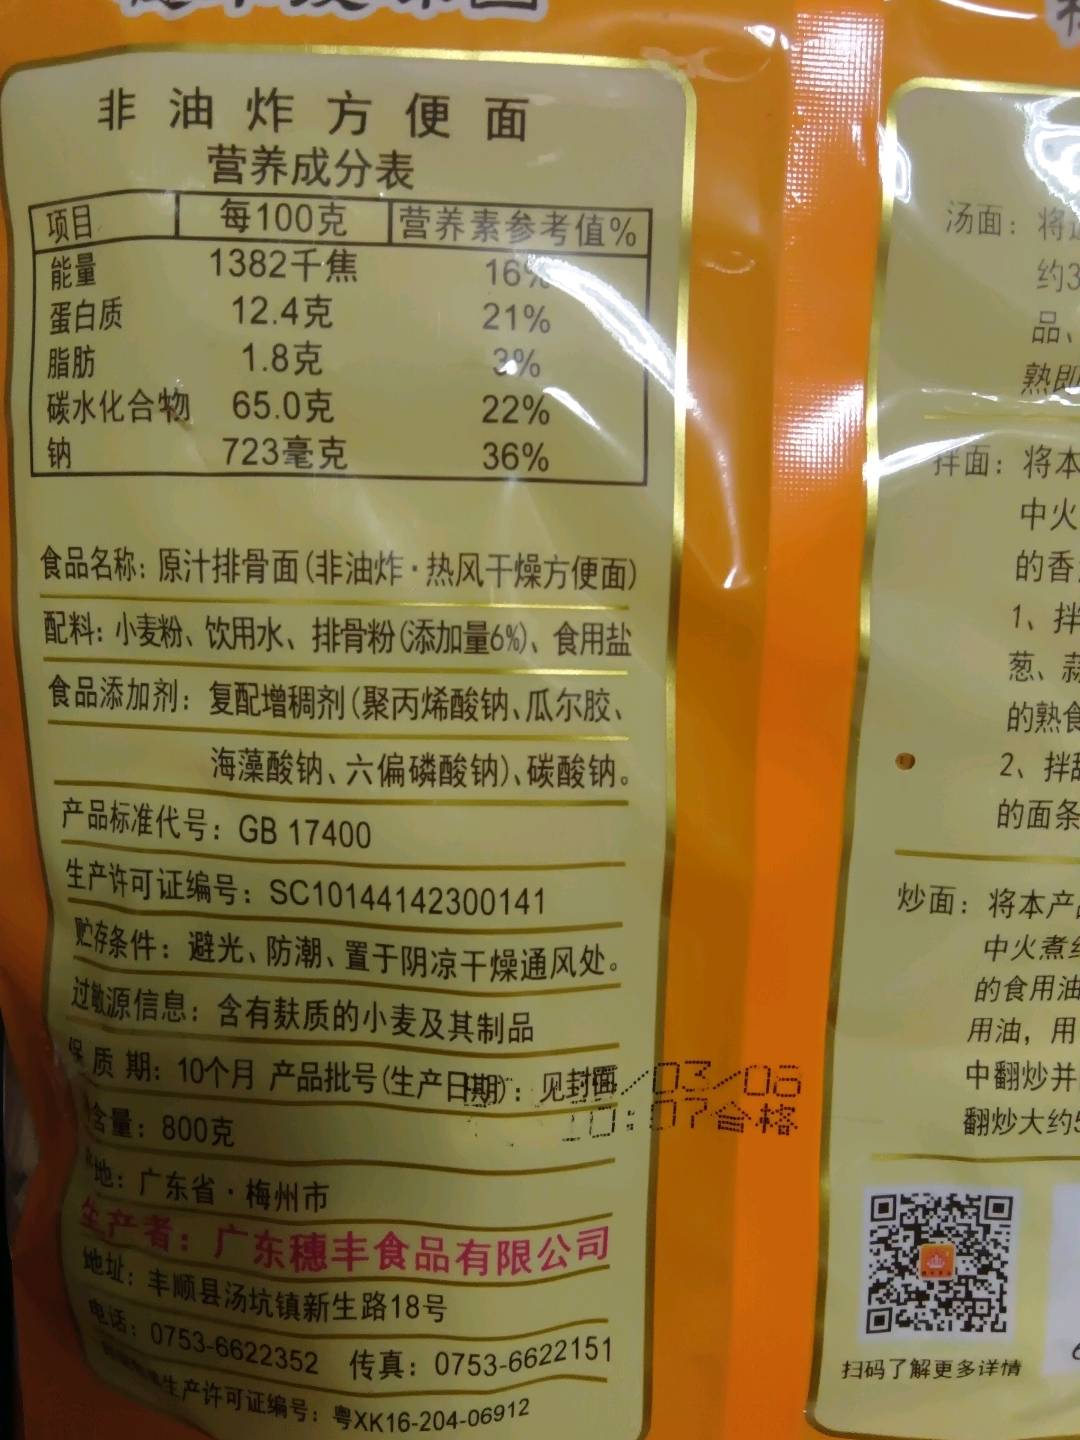 非油炸方便面
营养成分表
项目 每100克 营养素参考值%
能量 1382千焦 16%
蛋白质 12.4克 21%
脂肪 1.8克 3%
碳水化合物 65.0克 22%
钠 723毫克 36%
食品名称：原汁排骨面(非油炸·热风干燥方便面)
配料：小麦粉、饮用水、排骨粉(添加量6%)、食用盐
食品添加剂：复配增稠剂(聚丙烯酸钠、瓜尔胶、
海藻酸钠、六偏磷酸钠)、碳酸钠。
产品标准代号：GB 17400
生产许可证编号：SC10144142300141
贮存条件：避光、防潮、置于阴凉干燥通风处。
过敏源信息：含有麸质的小麦及其制品
保质期：10个月 产品批号(生产日期)：见封面
/03/06
10:07合格
含量：800克
地：广东省·梅州市
生产者：广东穗丰食品有限公司
地址：丰顺县汤坑镇新生路18号
电话：0753-6622352 传真：0753-6622151
生产许可证编号：粤XK16-204-06912
汤面：将
约3
品、
熟即
拌面：将本
中火
的香
1、拌
葱、蒜
的熟食
2、拌
的面条
炒面：将本产
中火煮
的食用油
用油，用
中翻炒并
翻炒大约5
扫码了解更多详情